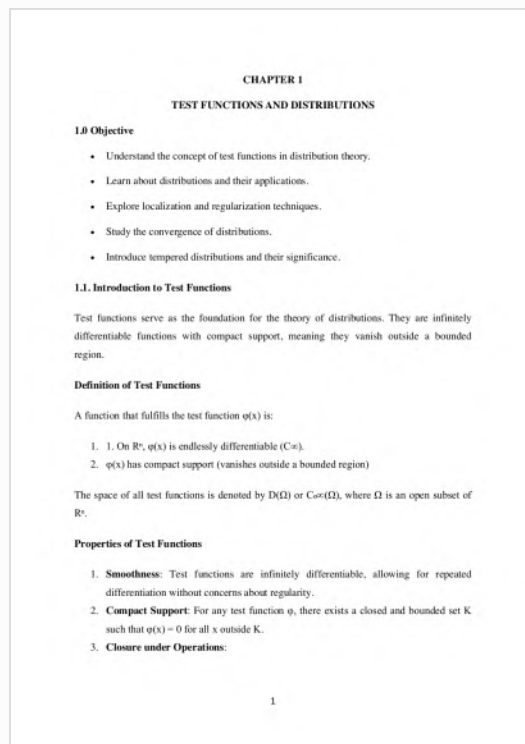 CHAPTER 1
TEST FUNCTIONS AND DISTRIBUTIONS
1.0 Objective
• Understand the concept of test functions in distribution theory.
• Learn about distributions and their applications.
• Explore localization and regularization techniques.
• Study the convergence of distributions.
• Introduce tempered distributions and their significance.
1.1. Introduction to Test Functions
Test functions serve as the foundation for the theory of distributions. They are infinitely
differentiable functions with compact support, meaning they vanish outside a bounded
region.
Definition of Test Functions
A function that fulfills the test function φ(x) is:
1. 1. On Rⁿ, φ(x) is endlessly differentiable (C∞).
2. φ(x) has compact support (vanishes outside a bounded region)
The space of all test functions is denoted by D(Ω) or Cₒ∞(Ω), where Ω is an open subset of
Rⁿ.
Properties of Test Functions
1. Smoothness: Test functions are infinitely differentiable, allowing for repeated
differentiation without concerns about regularity.
2. Compact Support: For any test function φ, there exists a closed and bounded set K
such that φ(x) = 0 for all x outside K.
3. Closure under Operations:
1